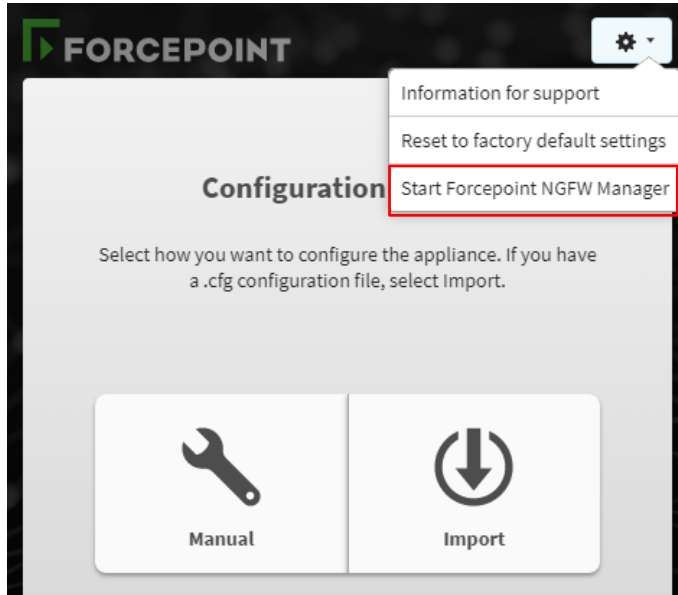 FORCEPOINT
Information for support
Reset to factory default settings
Start Forcepoint NGFW Manager
Configuration
Select how you want to configure the appliance. If you have
a .cfg configuration file, select Import.
Manual
Import